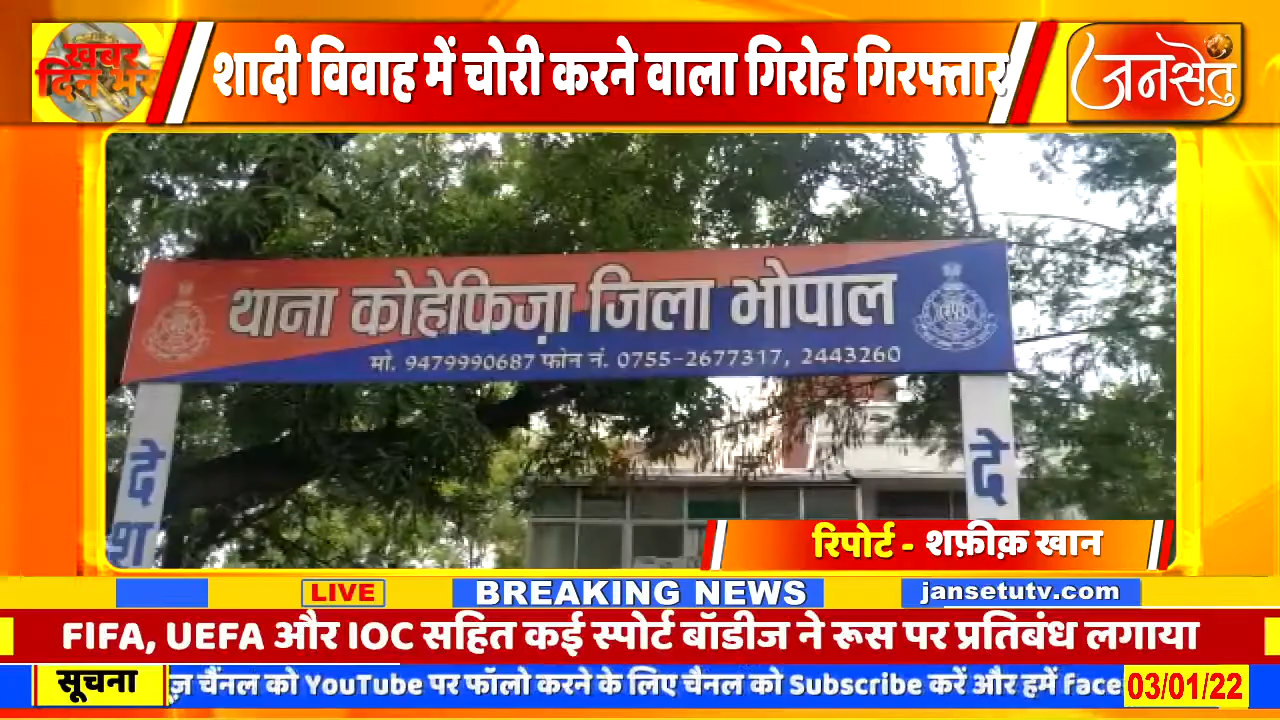 खबर
दिन भर
शादी विवाह में चोरी करने वाला गिरोह गिरफ्तार
जनसेतु
थाना कोहेफिज़ा जिला भोपाल
मो. 9479990687 फोन नं. 0755-2677317, 2443260
दे
श
दे
रिपोर्ट - शफ़ीक़ खान
LIVE
BREAKING NEWS
jansetutv.com
FIFA, UEFA और IOC सहित कई स्पोर्ट बॉडीज ने रूस पर प्रतिबंध लगाया
सूचना
ज़ चैंनल को YouTube पर फॉलो करने के लिए चैनल को Subscribe करें और हमें Face
03/01/22